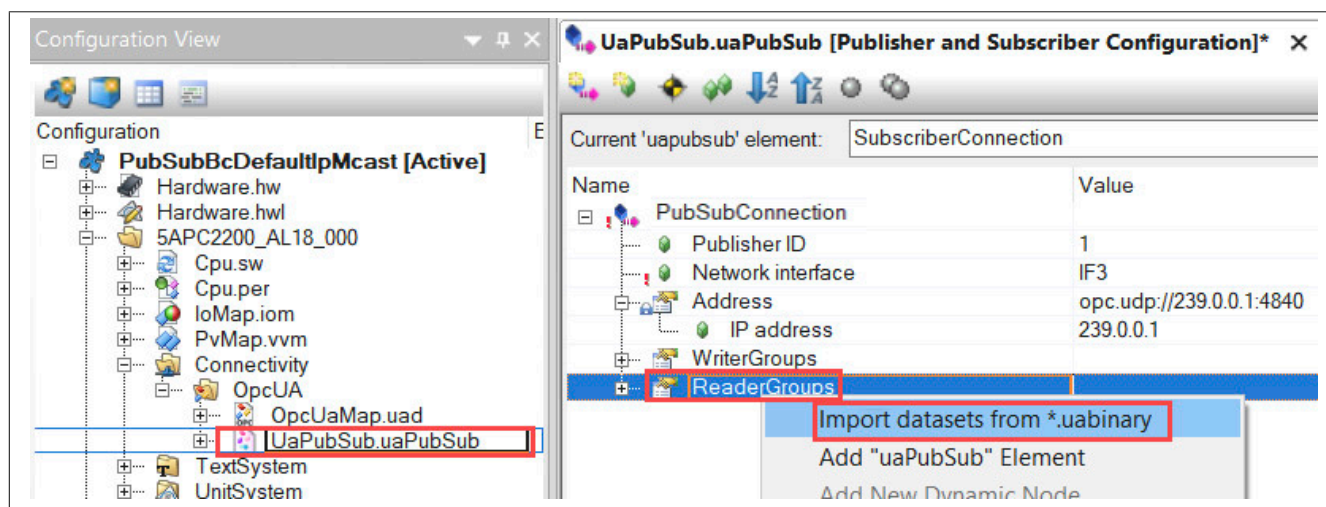 Configuration View
Configuration
E
PubSubBcDefaultIpMcast [Active]
Hardware.hw
Hardware.hwl
5APC2200_AL18_000
Cpu.sw
Cpu.per
IoMap.iom
PvMap.vvm
Connectivity
OpcUA
OpcUaMap.uad
UaPubSub.uaPubSub
TextSystem
UnitSystem
UaPubSub.uaPubSub [Publisher and Subscriber Configuration]*
Current 'uapubsub' element: SubscriberConnection
Name Value
PubSubConnection
Publisher ID 1
Network interface IF3
Address opc.udp://239.0.0.1:4840
IP address 239.0.0.1
WriterGroups
ReaderGroups
Import datasets from *.uabinary
Add "uaPubSub" Element
Add New Dynamic Node